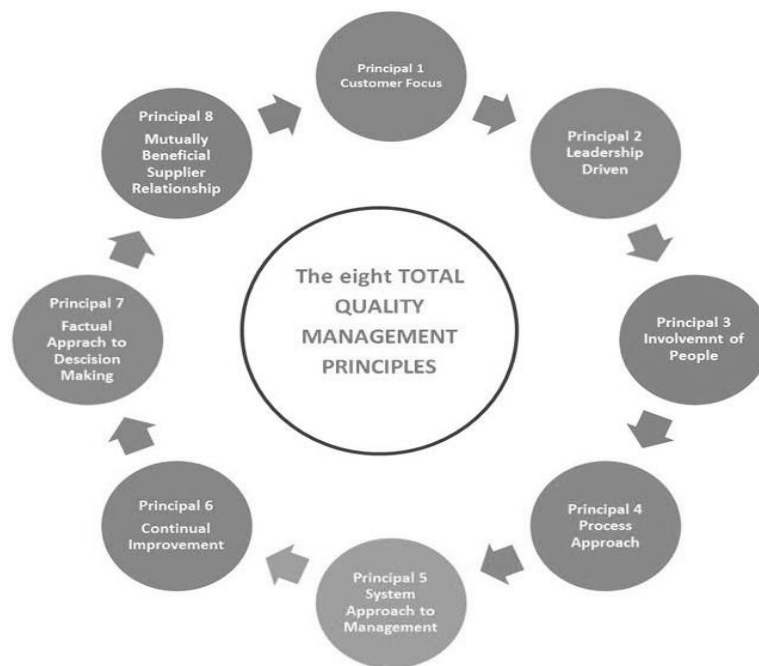 Principal 1
Customer Focus
Principal 2
Leadership
Driven
Principal 3
Involvemnt of
People
Principal 4
Process
Approach
Principal 5
System
Approach to
Management
Principal 6
Continual
Improvement
Principal 7
Factual
Apprach to
Descision
Making
Principal 8
Mutually
Beneficial
Supplier
Relationship
The eight TOTAL
QUALITY
MANAGEMENT
PRINCIPLES